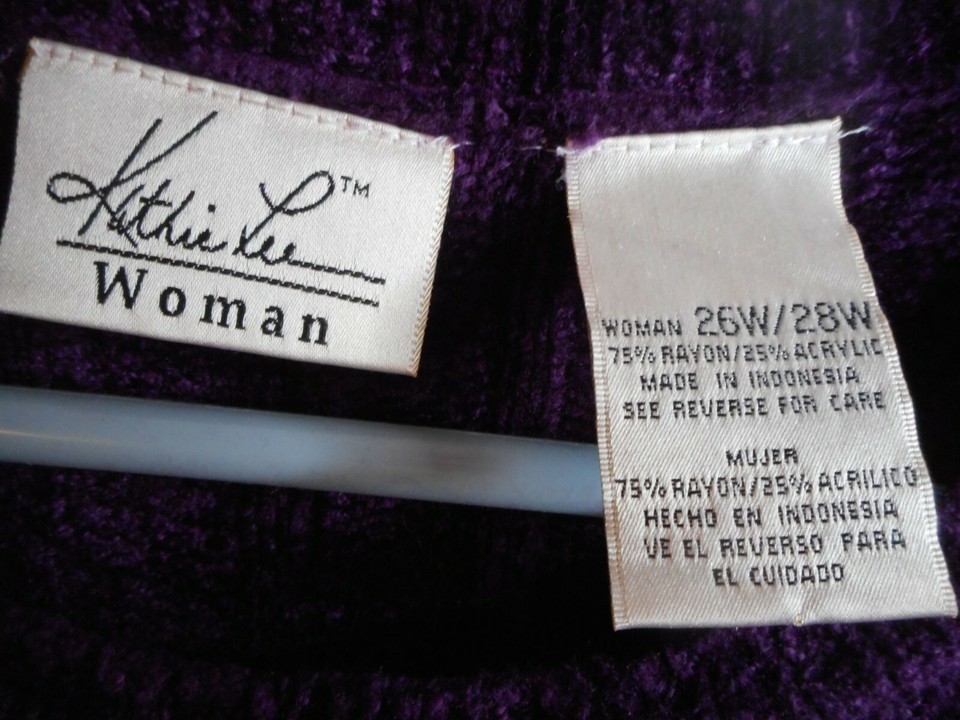 Kathie Lee™
Woman
WOMAN 26W/28W
75% RAYON/25% ACRYLIC
MADE IN INDONESIA
SEE REVERSE FOR CARE
MUJER
75% RAYON/25% ACRILICO
HECHO EN INDONESIA
VE EL REVERSO PARA
EL CUIDADO